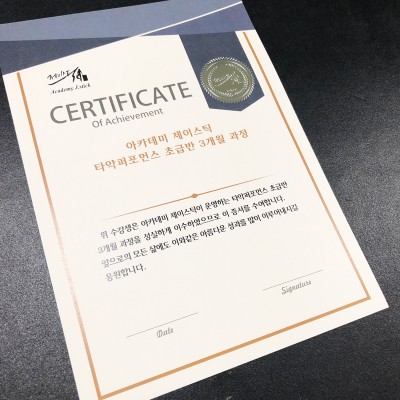 Academy J.stick
CERTIFICATE
Of Achievement
아카데미 제이스틱
타악퍼포먼스 초급반 3개월 과정
위 수강생은 아카데미 제이스틱이 운영하는 타악퍼포먼스 초급반
3개월 과정을 성실하게 이수하였으므로 이 증서를 수여합니다.
앞으로의 모든 삶에도 이와같은 아름다운 성과를 많이 이루어내시길
응원합니다.
Date
Signature